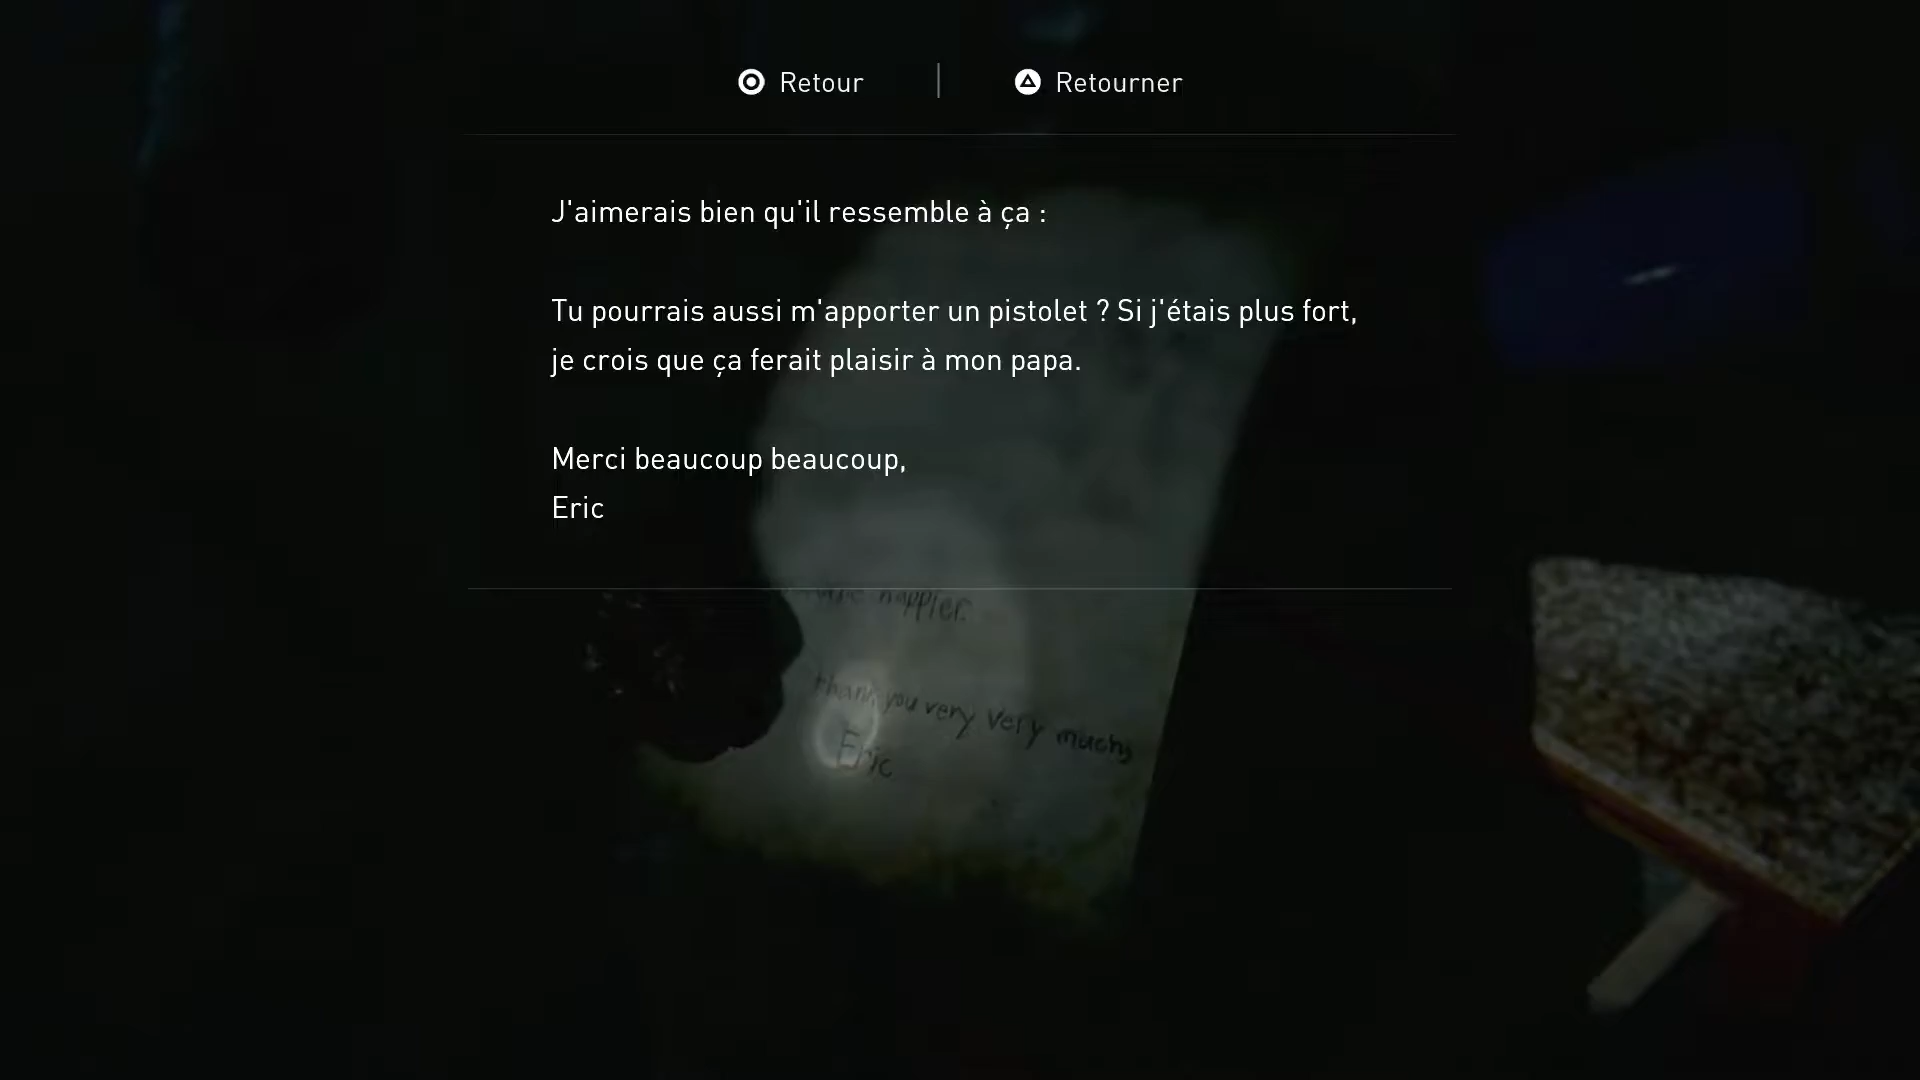 Retour | Retourner
J'aimerais bien qu'il ressemble à ça :
Tu pourrais aussi m'apporter un pistolet ? Si j'étais plus fort,
je crois que ça ferait plaisir à mon papa.
Merci beaucoup beaucoup,
Eric
happier.
thank you very very much,
Eric